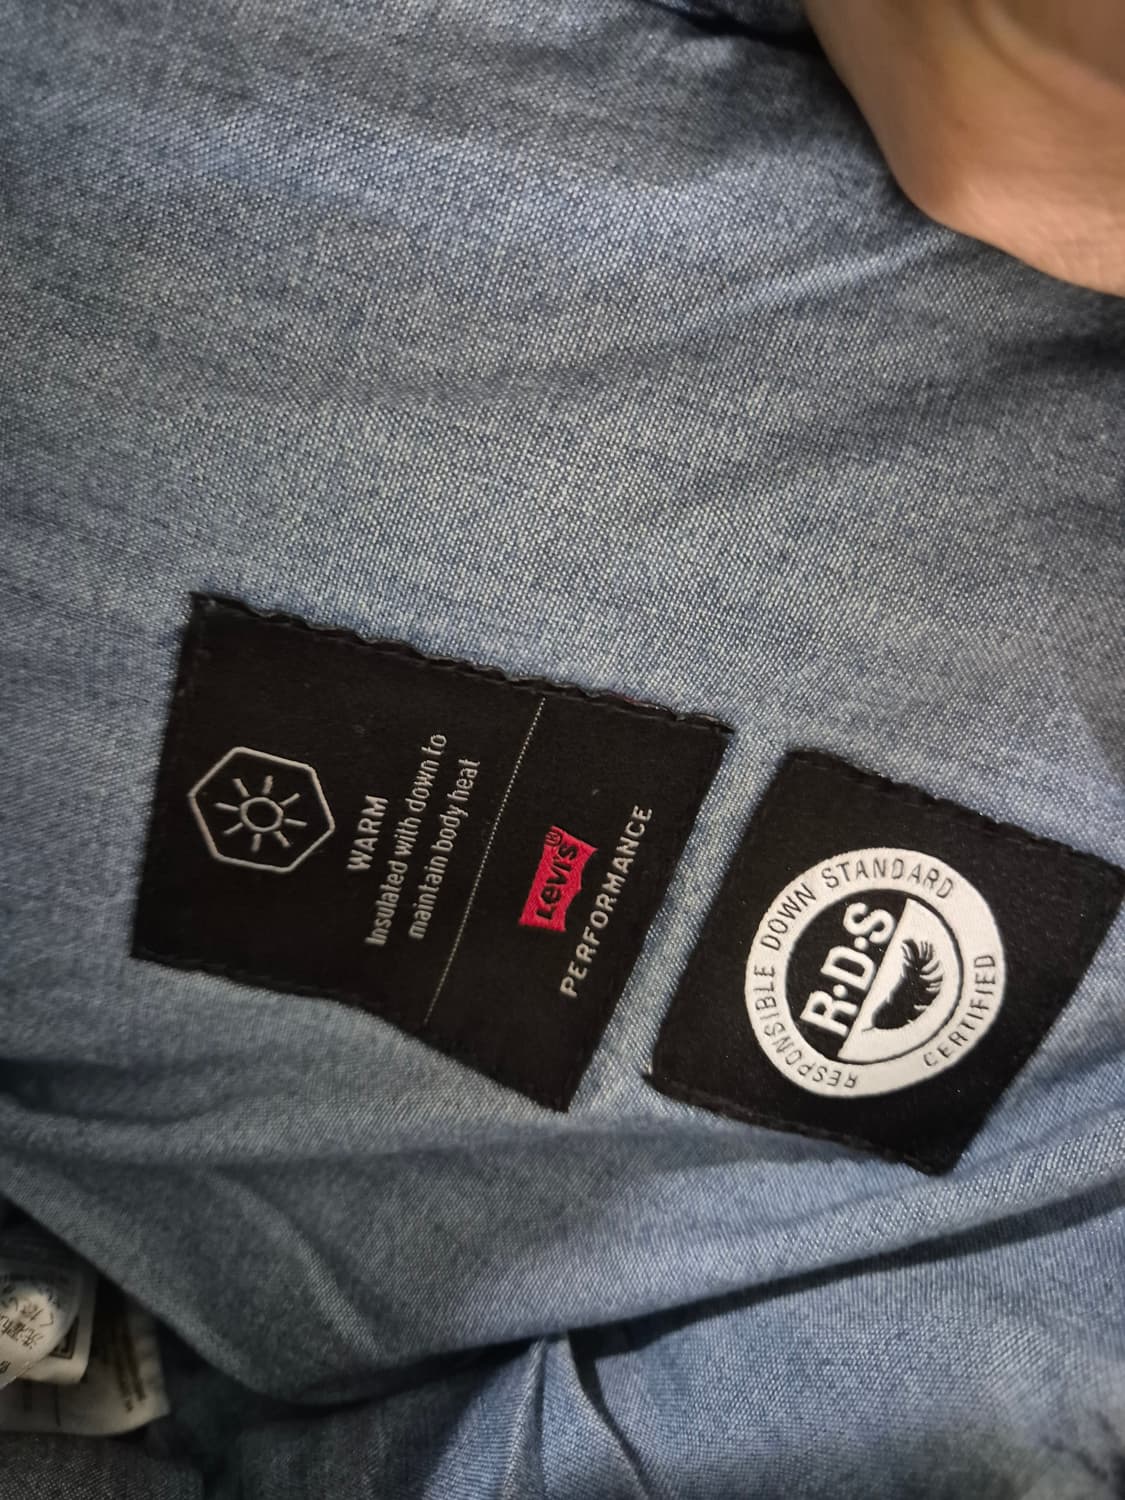 WARM
Insulated with down to
maintain body heat
Levi's®
PERFORMANCE
RESPONSIBLE DOWN STANDARD
R·D·S
CERTIFIED